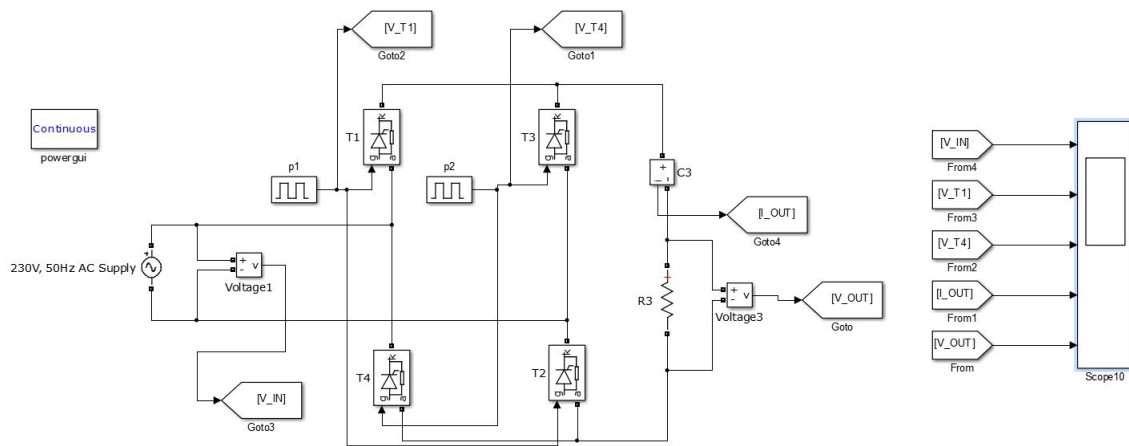 [V_T1]
Goto2
[V_T4]
Goto1
Continuous
powergui
T1
k
g
a
T3
k
g
a
p1
p2
+
-
i
C3
[I_OUT]
Goto4
230V, 50Hz AC Supply
+
+
-
v
Voltage1
R3
+
+
-
v
Voltage3
[V_OUT]
Goto
T4
k
g
a
T2
k
g
a
[V_IN]
Goto3
[V_IN]
From4
[V_T1]
From3
[V_T4]
From2
[I_OUT]
From1
[V_OUT]
From
Scope10